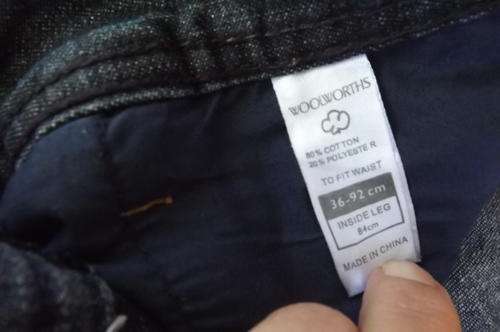 WOOLWORTHS
80% COTTON
20% POLYESTE R
TO FIT WAIST
36-92 cm
INSIDE LEG
84cm
MADE IN CHINA